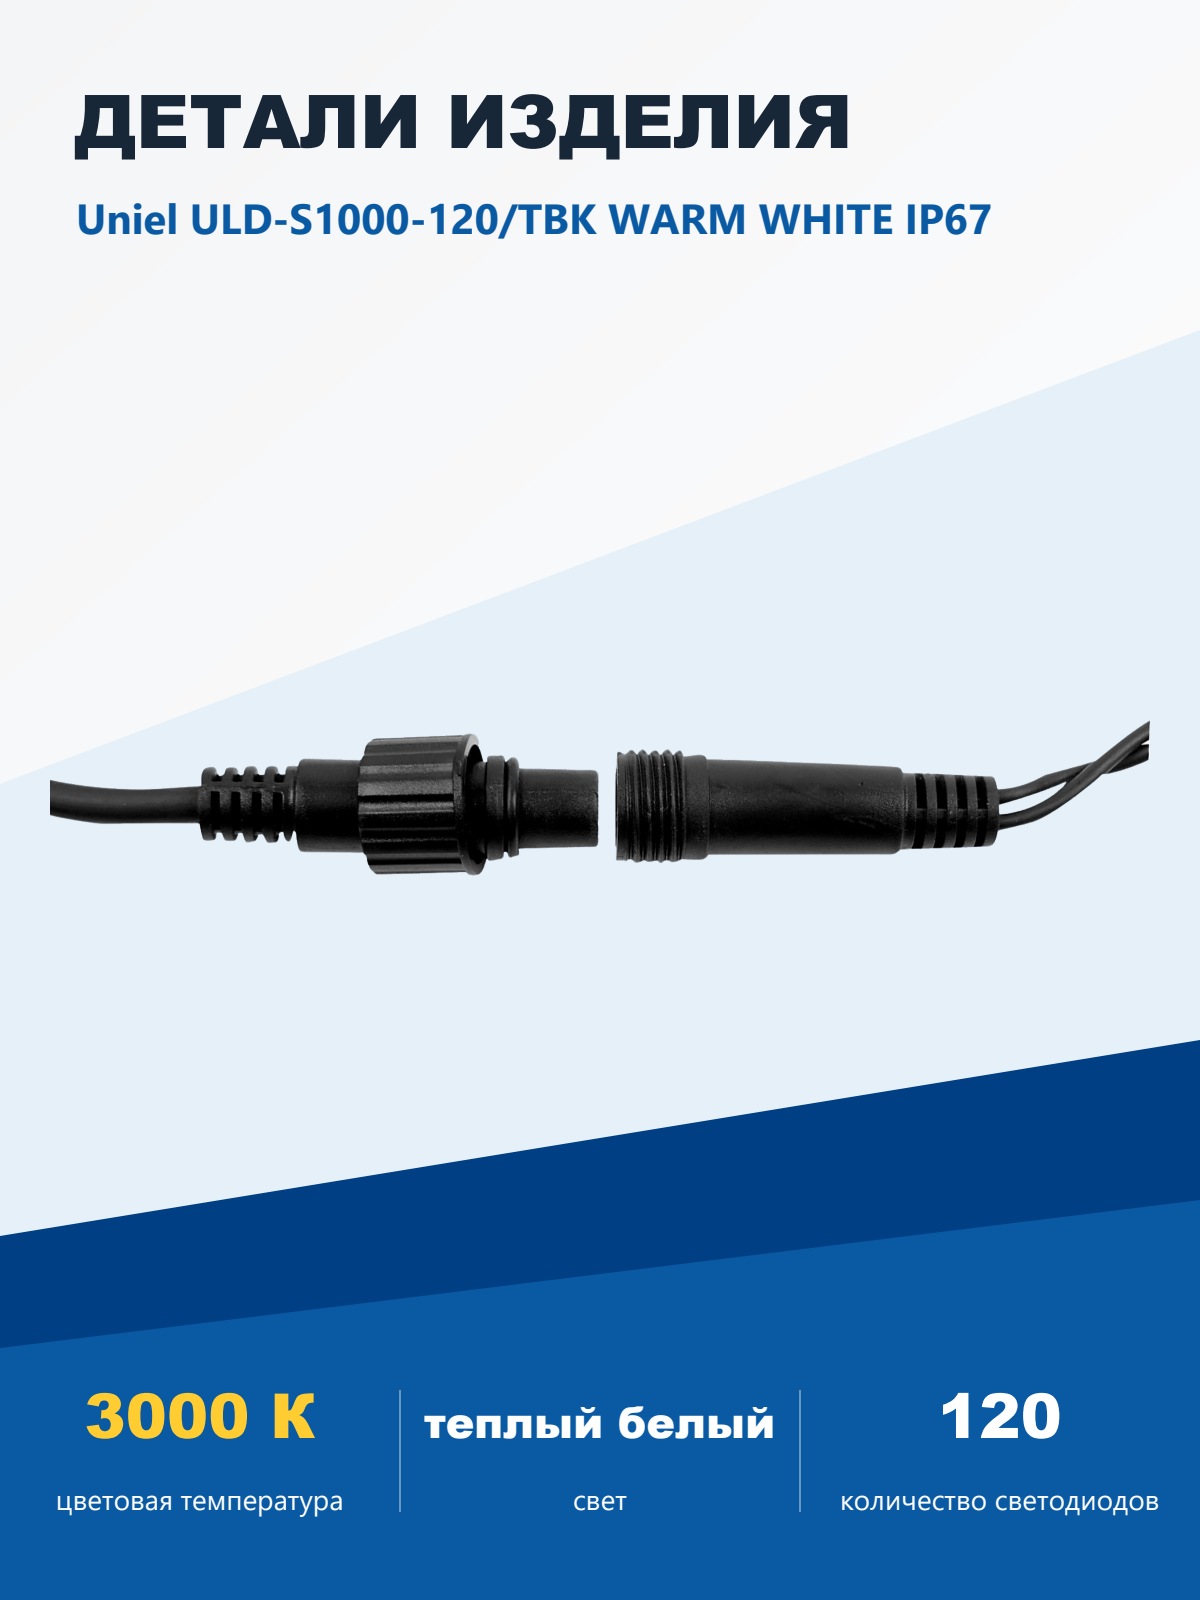 ДЕТАЛИ ИЗДЕЛИЯ
Uniel ULD-S1000-120/TBK WARM WHITE IP67
3000 К
цветовая температура
теплый белый
свет
120
количество светодиодов